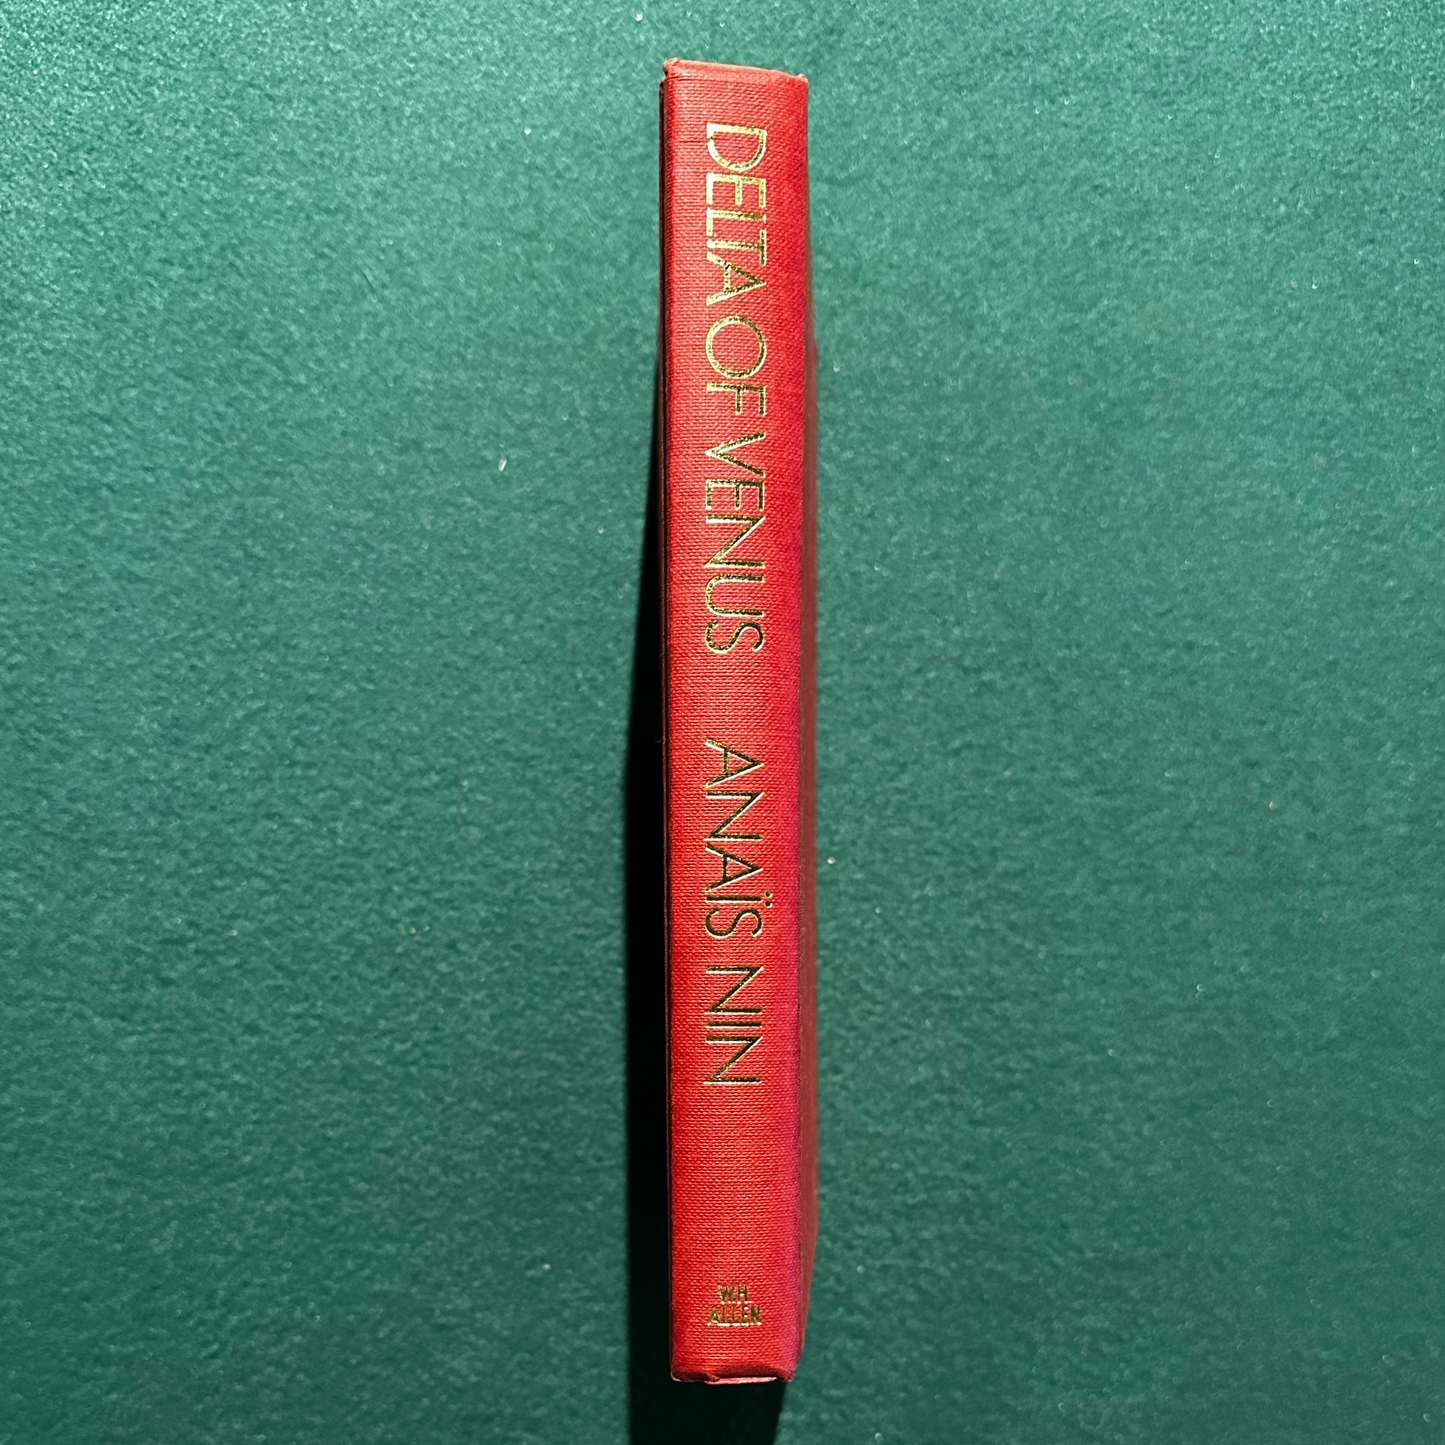 DELTA OF VENUS ANAÏS NIN
W.H.
ALLEN